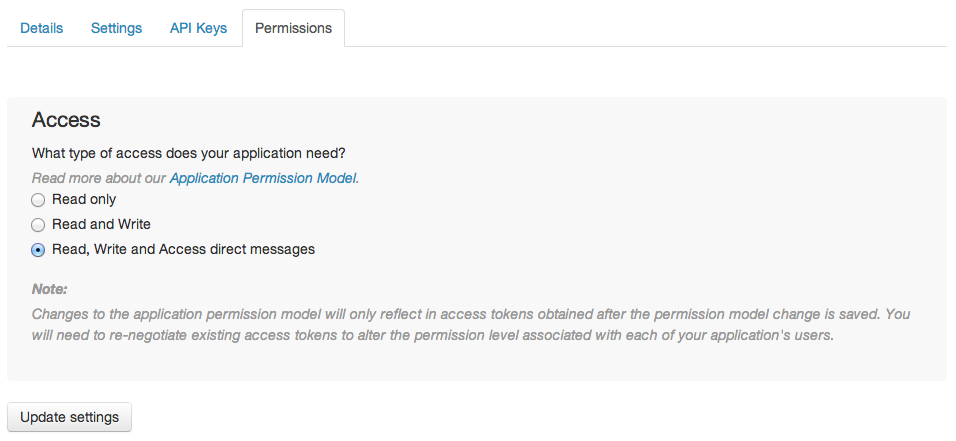 Details Settings API Keys Permissions
Access
What type of access does your application need?
Read more about our Application Permission Model.
Read only
Read and Write
Read, Write and Access direct messages
Note:
Changes to the application permission model will only reflect in access tokens obtained after the permission model change is saved. You
will need to re-negotiate existing access tokens to alter the permission level associated with each of your application's users.
Update settings